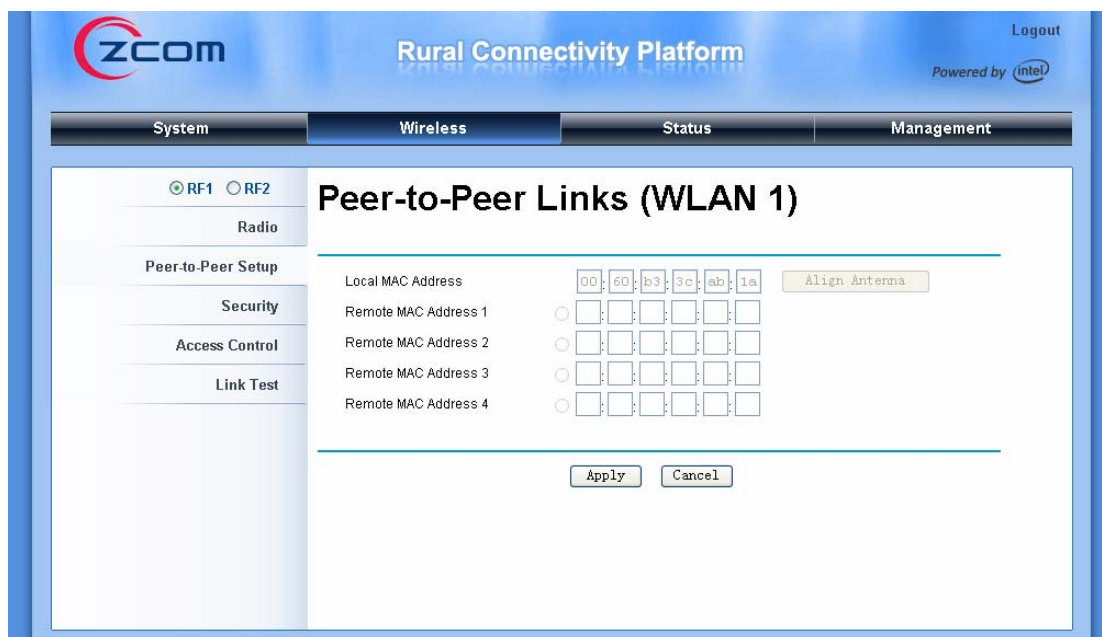 Logout
zcom
Rural Connectivity Platform
Powered by intel
System Wireless Status Management
RF1 RF2
Radio
Peer-to-Peer Setup
Security
Access Control
Link Test
Peer-to-Peer Links (WLAN 1)
Local MAC Address 00 : 60 : b3 : 3c : ab : 1a Align Antenna
Remote MAC Address 1 : : : : :
Remote MAC Address 2 : : : : :
Remote MAC Address 3 : : : : :
Remote MAC Address 4 : : : : :
Apply Cancel